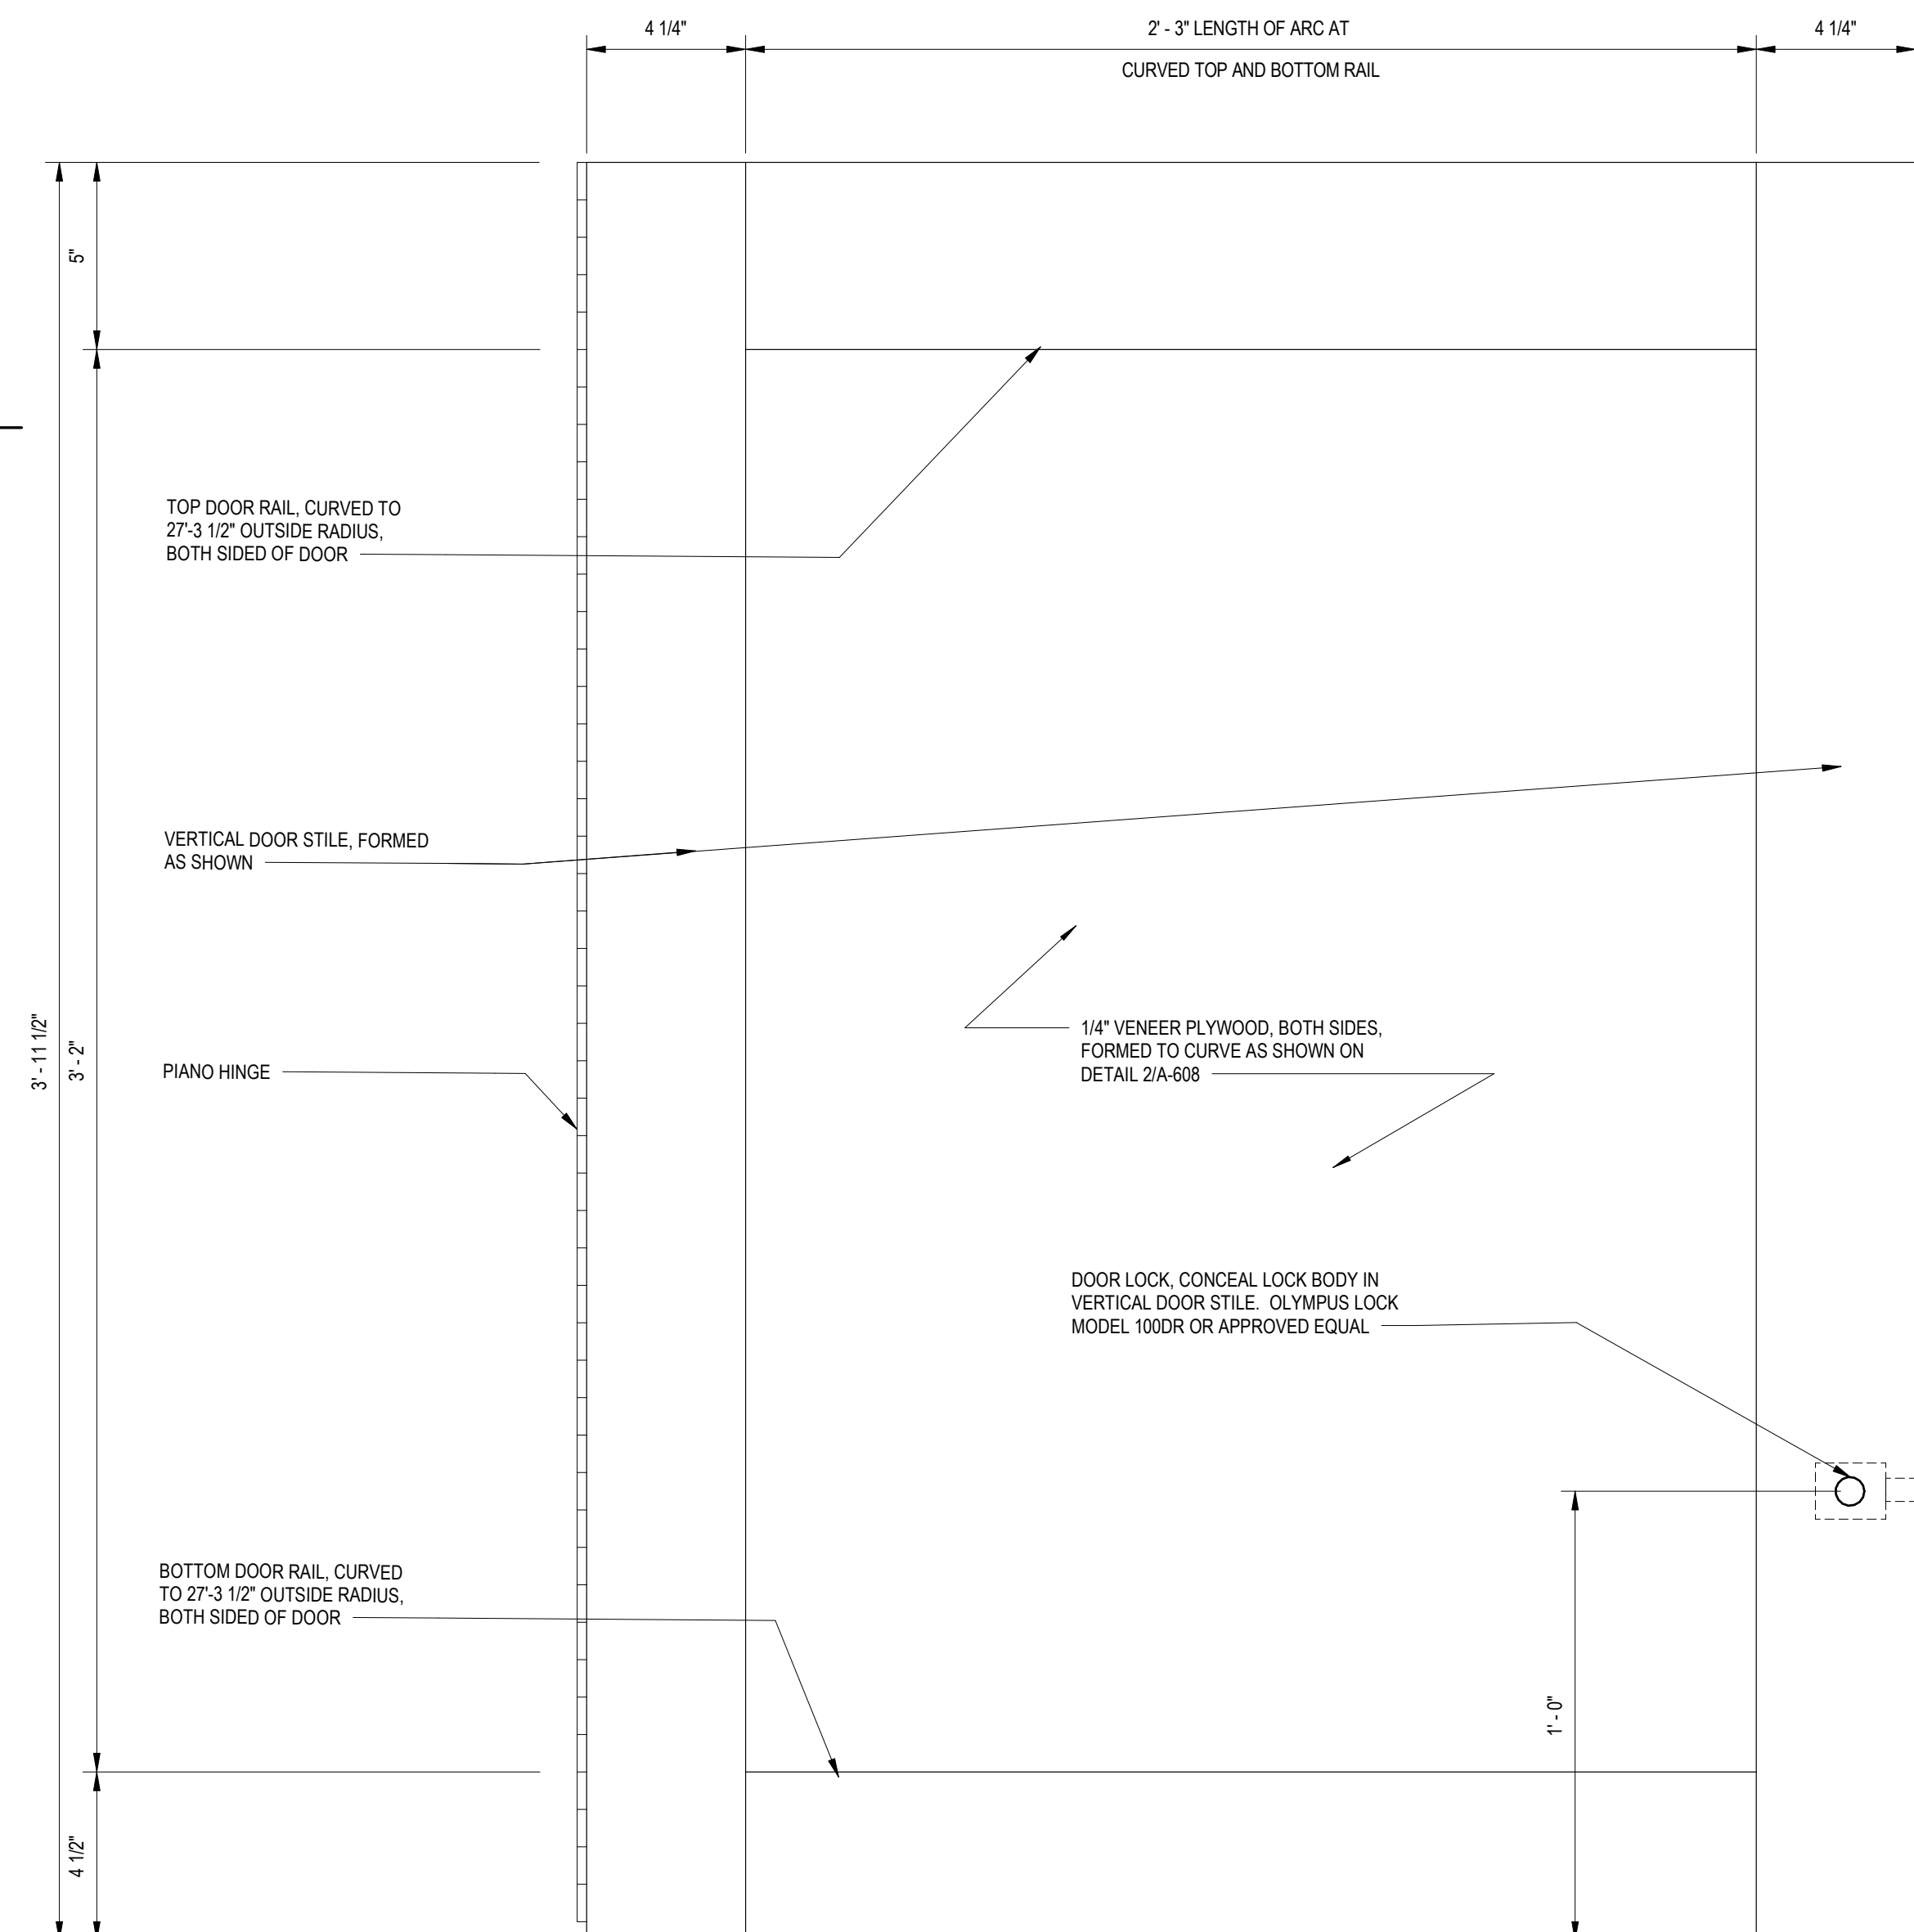 4 1/4"
2' - 3" LENGTH OF ARC AT
4 1/4"
CURVED TOP AND BOTTOM RAIL
5"
TOP DOOR RAIL, CURVED TO
27'-3 1/2" OUTSIDE RADIUS,
BOTH SIDED OF DOOR
VERTICAL DOOR STILE, FORMED
AS SHOWN
3' - 11 1/2"
3' - 2"
PIANO HINGE
1/4" VENEER PLYWOOD, BOTH SIDES,
FORMED TO CURVE AS SHOWN ON
DETAIL 2/A-608
DOOR LOCK, CONCEAL LOCK BODY IN
VERTICAL DOOR STILE. OLYMPUS LOCK
MODEL 100DR OR APPROVED EQUAL
BOTTOM DOOR RAIL, CURVED
TO 27'-3 1/2" OUTSIDE RADIUS,
BOTH SIDED OF DOOR
1' - 0"
4 1/2"